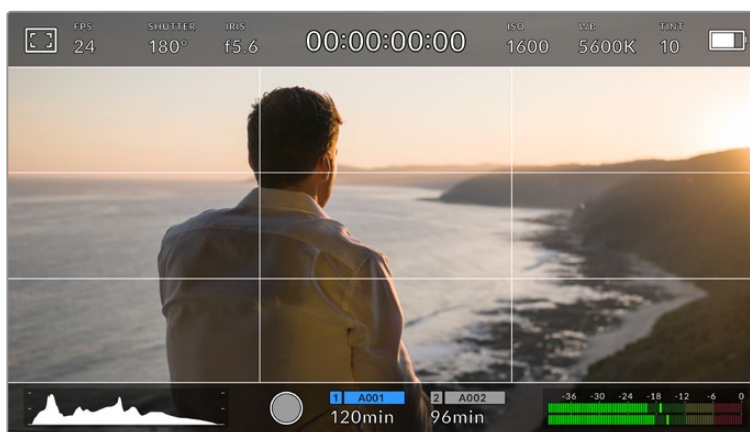 FPS SHUTTER IRIS ISO WB TINT
24 180° f5.6 00:00:00:00 1600 5600K 10
1 A001 2 A002
120min 96min
-36 -30 -24 -18 -12 -6 0